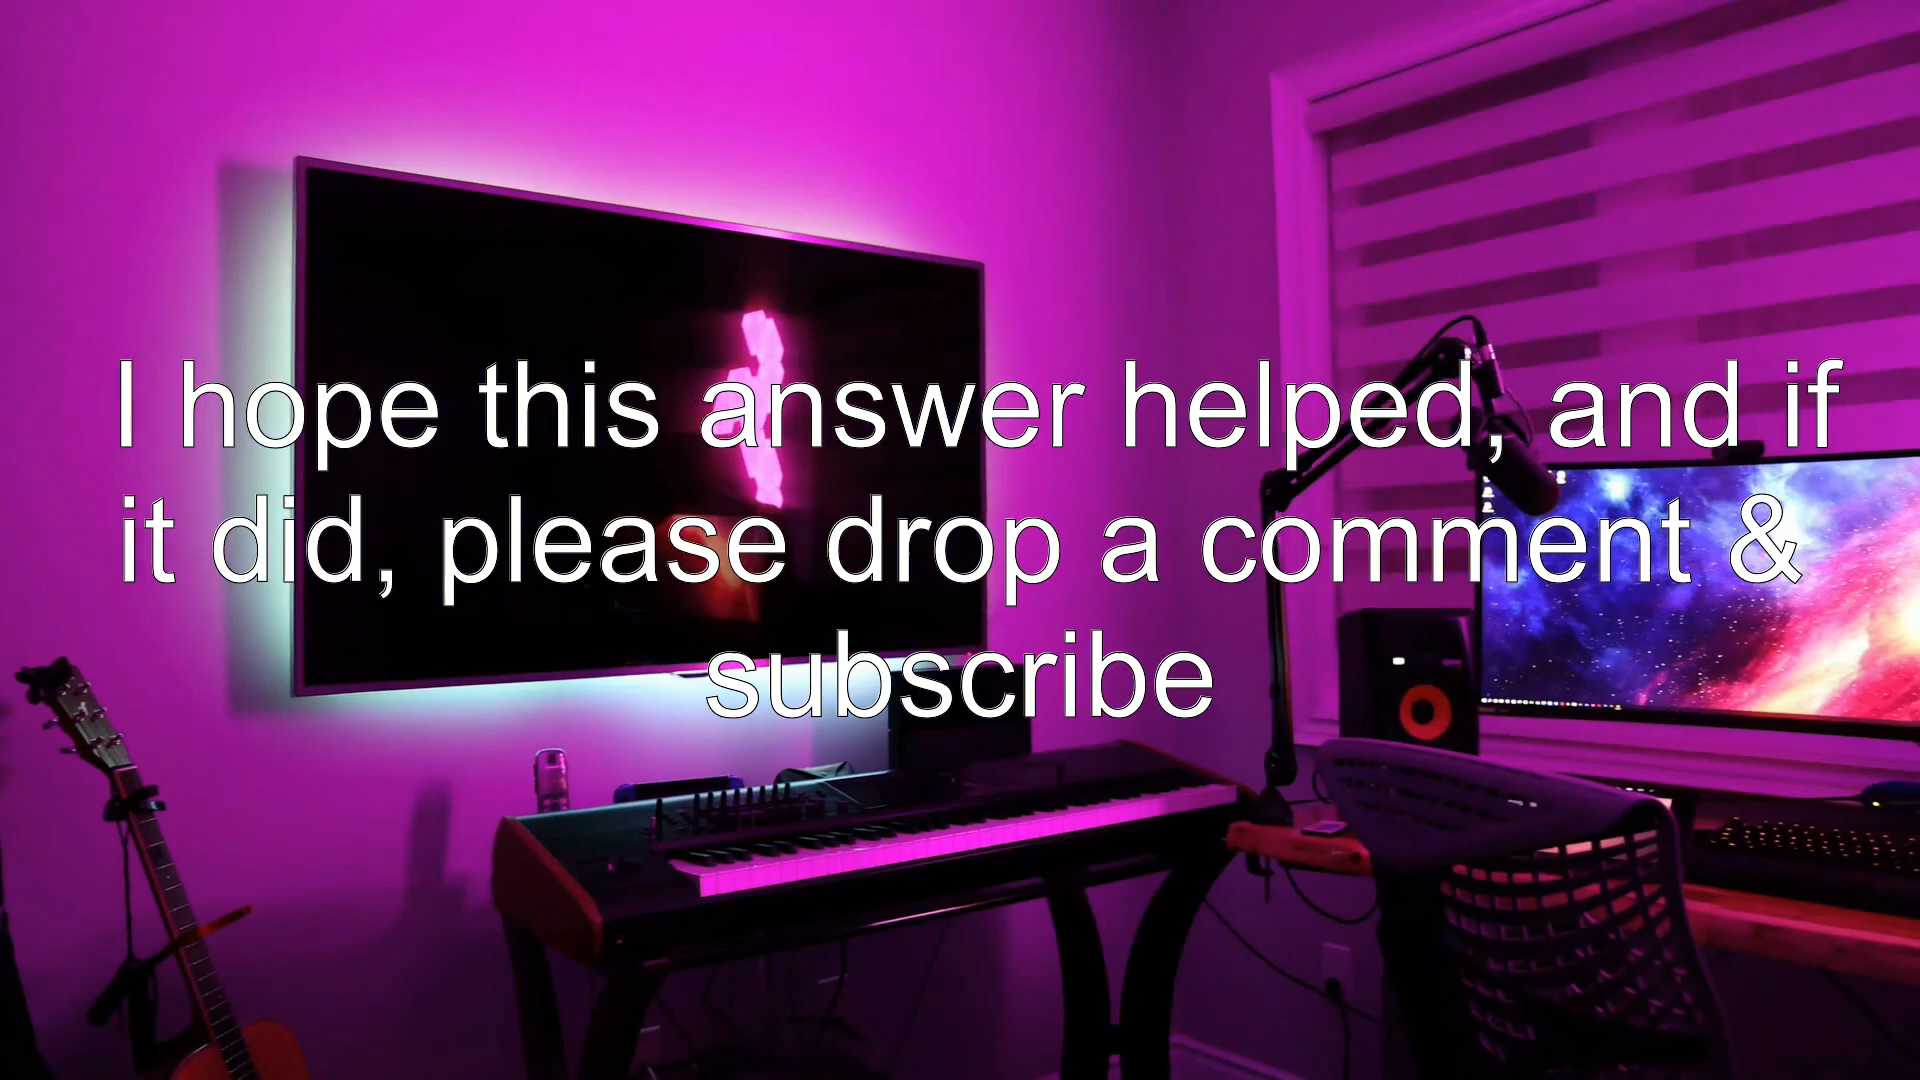 I hope this answer helped, and if
it did, please drop a comment &
subscribe